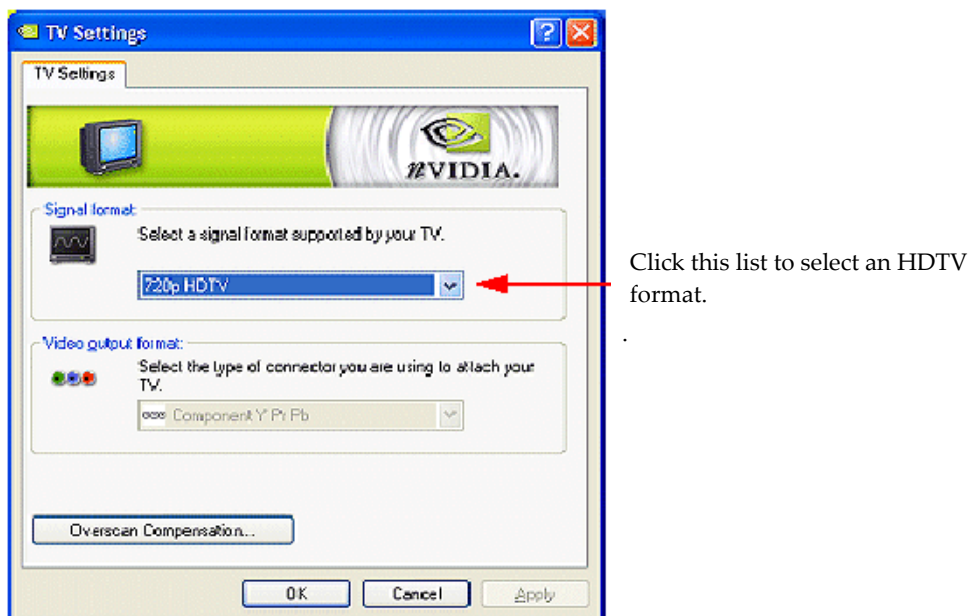 TV Settings
TV Settings
NVIDIA.
Signal format:
Select a signal format supported by your TV.
720p HDTV
Click this list to select an HDTV
format.
.
Video output format:
Select the type of connector you are using to attach your
TV.
Component Y Pr Pb
Overscan Compensation...
OK
Cancel
Apply